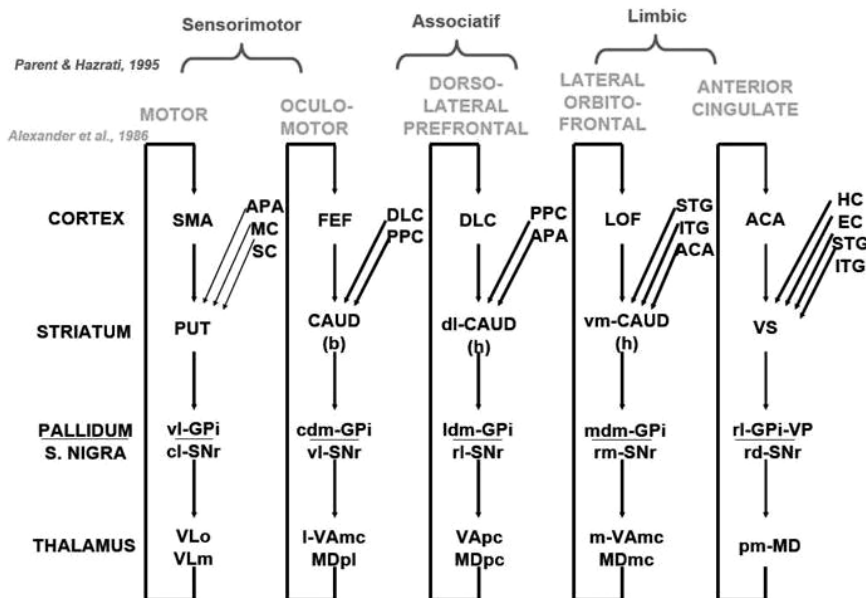 Sensorimotor
Associatif
Limbic
Parent & Hazrati, 1995
MOTOR
OCULO-
MOTOR
DORSO-
LATERAL
PREFRONTAL
LATERAL
ORBITO-
FRONTAL
ANTERIOR
CINGULATE
Alexander et al., 1986
CORTEX
SMA
APA
MC
SC
FEF
DLC
PPC
DLC
PPC
APA
LOF
STG
ITG
ACA
ACA
HC
EC
STG
ITG
STRIATUM
PUT
CAUD
(b)
dl-CAUD
(h)
vm-CAUD
(h)
VS
PALLIDUM
S. NIGRA
vl-GPi
cl-SNr
cdm-GPi
vl-SNr
ldm-GPi
rl-SNr
mdm-GPi
rm-SNr
rl-GPi-VP
rd-SNr
THALAMUS
VLo
VLm
l-VAmc
MDpl
VApc
MDpc
m-VAmc
MDmc
pm-MD